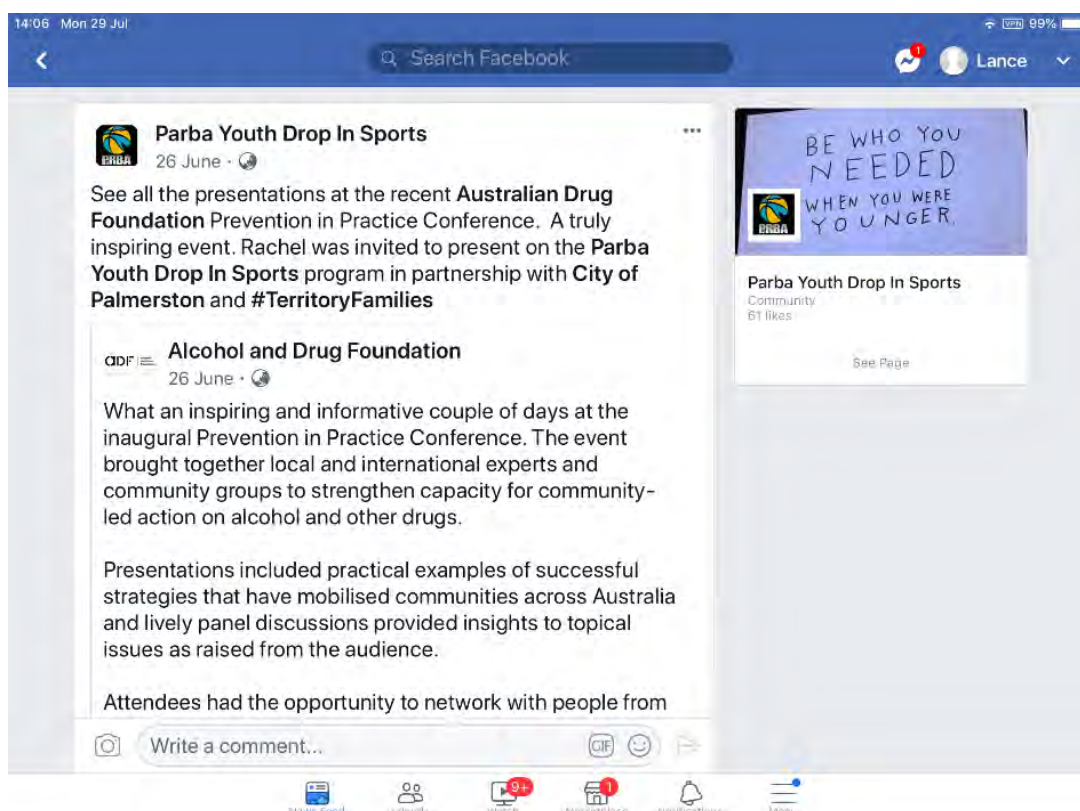 14:06 Mon 29 Jul
VPN 99%
Search Facebook
1
Lance
Parba Youth Drop In Sports
26 June
See all the presentations at the recent Australian Drug
Foundation Prevention in Practice Conference. A truly
inspiring event. Rachel was invited to present on the Parba
Youth Drop In Sports program in partnership with City of
Palmerston and #TerritoryFamilies
ADF
Alcohol and Drug Foundation
26 June
What an inspiring and informative couple of days at the
inaugural Prevention in Practice Conference. The event
brought together local and international experts and
community groups to strengthen capacity for community-
led action on alcohol and other drugs.
Presentations included practical examples of successful
strategies that have mobilised communities across Australia
and lively panel discussions provided insights to topical
issues as raised from the audience.
Attendees had the opportunity to network with people from
Write a comment...
GIF
BE WHO YOU
NEEDED
WHEN YOU WERE
YOUNGER.
Parba Youth Drop In Sports
Community
61 likes
See Page
9+
1